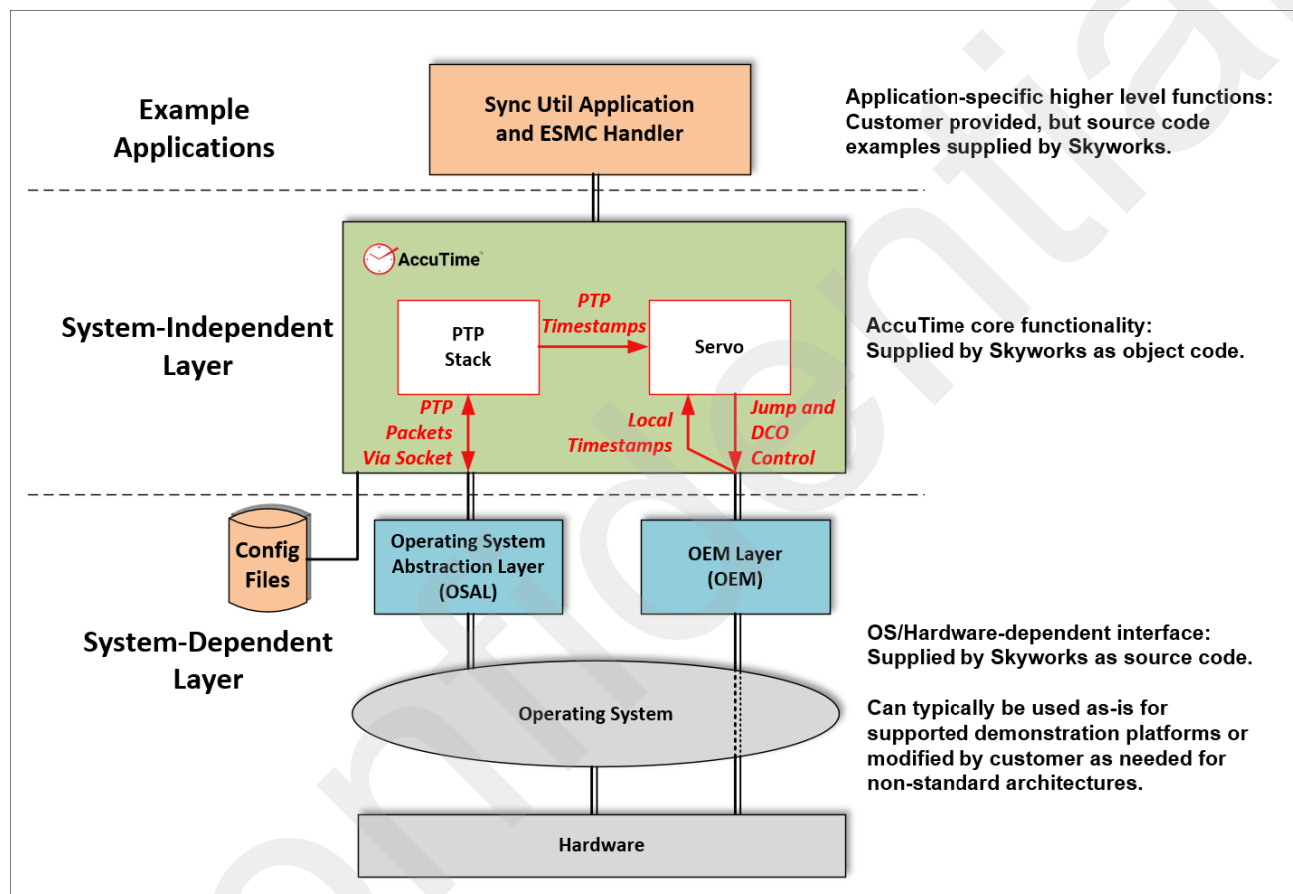 Example
Applications
Sync Util Application
and ESMC Handler
Application-specific higher level functions:
Customer provided, but source code
examples supplied by Skyworks.
System-Independent
Layer
AccuTime™
PTP
Stack
PTP
Timestamps
Servo
PTP
Packets
Via Socket
Local
Timestamps
Jump and
DCO
Control
AccuTime core functionality:
Supplied by Skyworks as object code.
System-Dependent
Layer
Config
Files
Operating System
Abstraction Layer
(OSAL)
OEM Layer
(OEM)
Operating System
Hardware
OS/Hardware-dependent interface:
Supplied by Skyworks as source code.
Can typically be used as-is for
supported demonstration platforms or
modified by customer as needed for
non-standard architectures.
onfidentia